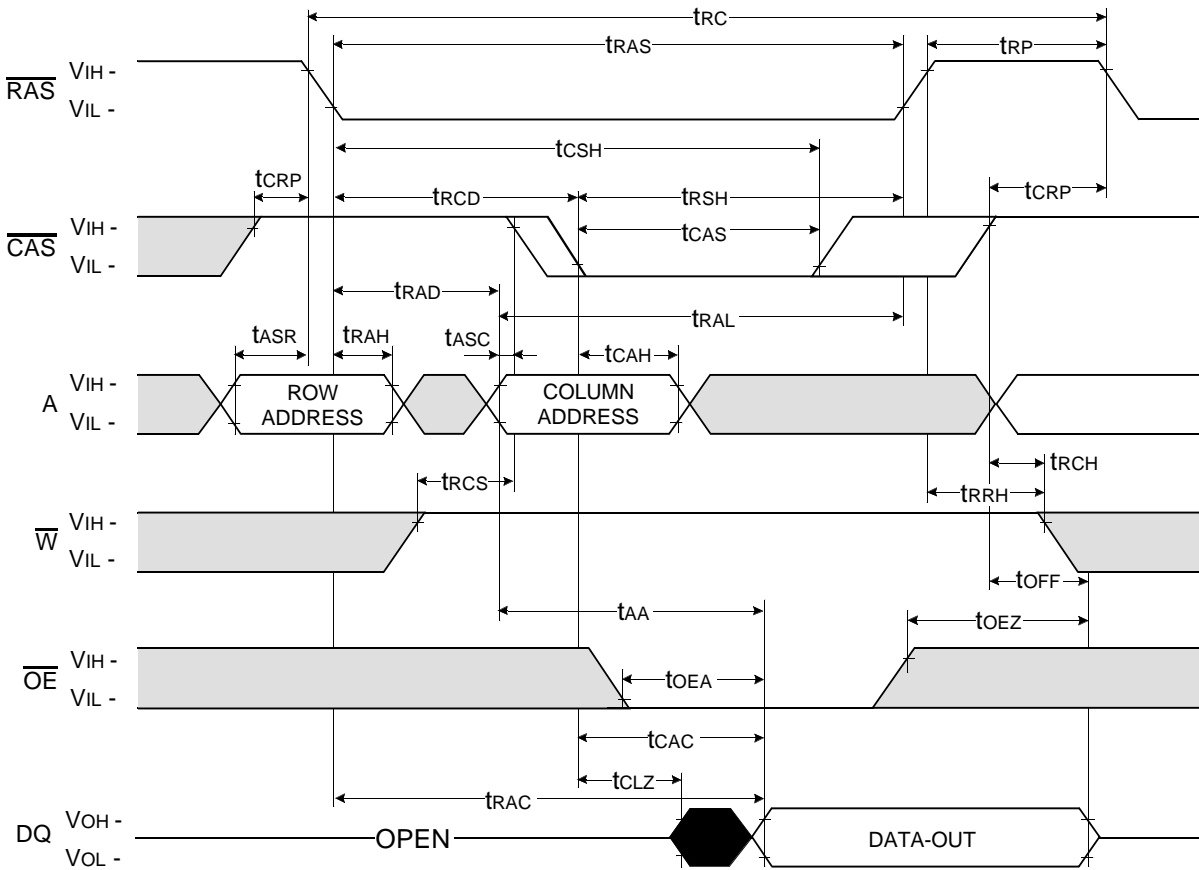 tRC
tRAS
tRP
RAS
VIH -
VIL -
tCSH
tCRP
tRCD
tRSH
tCRP
CAS
VIH -
VIL -
tCAS
tRAD
tRAL
tASR
tRAH
tASC
tCAH
A
VIH -
VIL -
ROW
ADDRESS
COLUMN
ADDRESS
tRCS
tRCH
tRRH
W
VIH -
VIL -
tOFF
tAA
tOEZ
OE
VIH -
VIL -
tOEA
tCAC
tCLZ
tRAC
DQ
VOH -
VOL -
OPEN
DATA-OUT